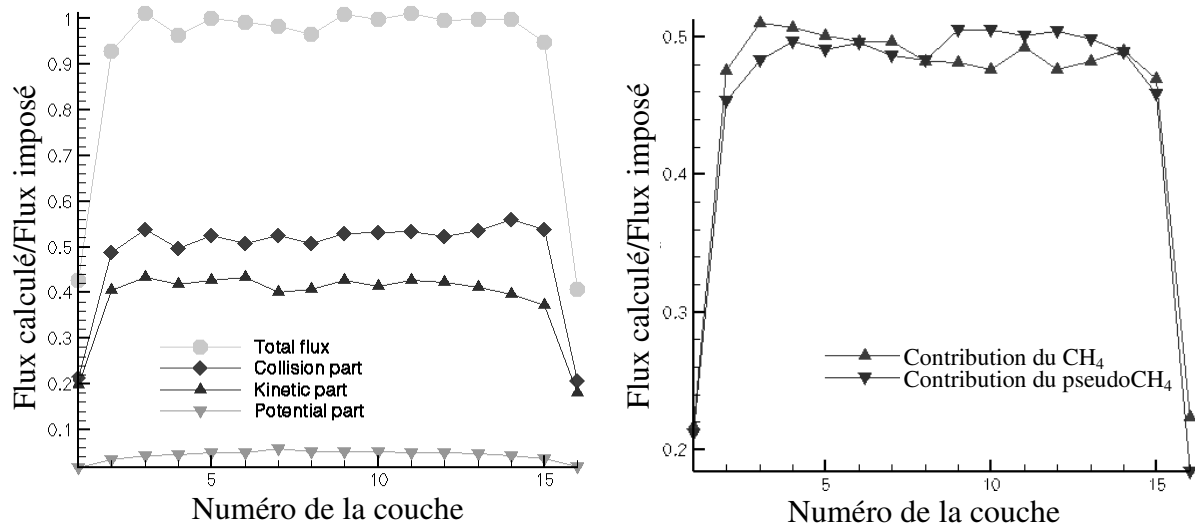 Flux calculé/Flux imposé
1
0.9
0.8
0.7
0.6
0.5
0.4
0.3
0.2
0.1
5
10
15
Numéro de la couche
Total flux
Collision part
Kinetic part
Potential part
Flux calculé/Flux imposé
0.5
0.4
0.3
0.2
5
10
15
Numéro de la couche
Contribution du CH₄
Contribution du pseudoCH₄